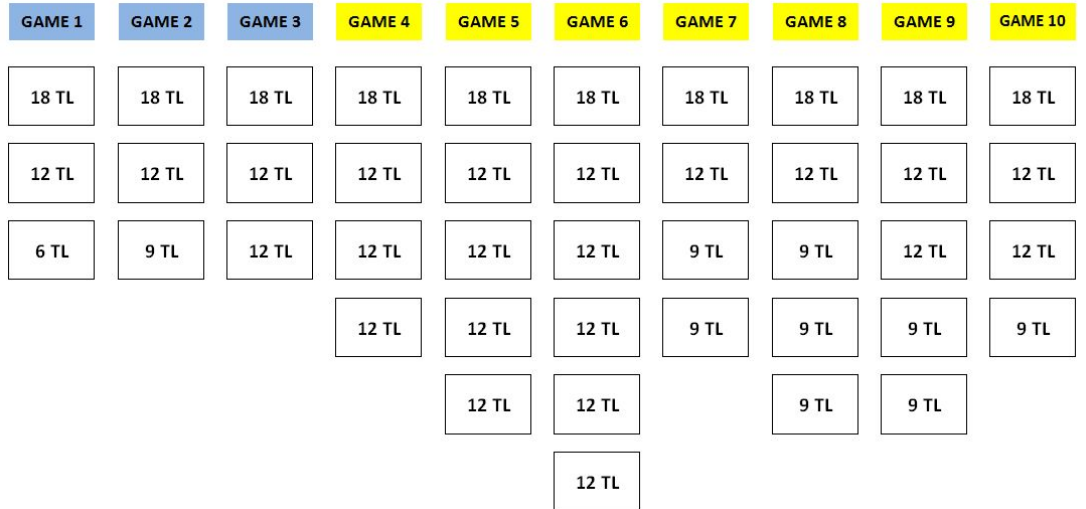 GAME 1 GAME 2 GAME 3 GAME 4 GAME 5 GAME 6 GAME 7 GAME 8 GAME 9 GAME 10
18 TL 18 TL 18 TL 18 TL 18 TL 18 TL 18 TL 18 TL 18 TL 18 TL
12 TL 12 TL 12 TL 12 TL 12 TL 12 TL 12 TL 12 TL 12 TL 12 TL
6 TL 9 TL 12 TL 12 TL 12 TL 12 TL 9 TL 9 TL 12 TL 12 TL
12 TL 12 TL 12 TL 9 TL 9 TL 9 TL 9 TL
12 TL 12 TL 9 TL 9 TL
12 TL